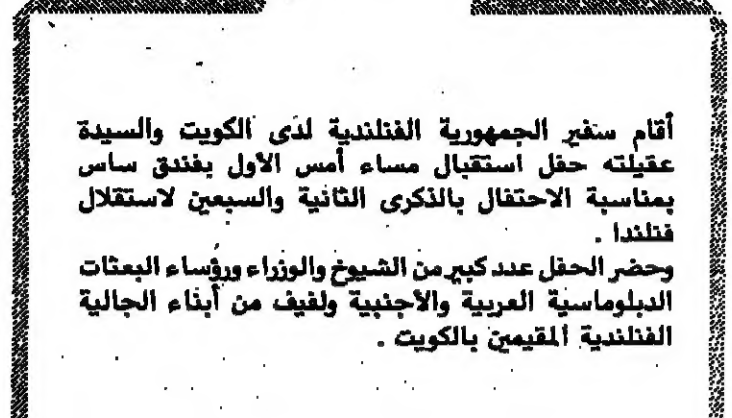 أقام سفير الجمهورية الفنلندية لدى الكويت والسيدة
عقيلته حفل استقبال مساء أمس الأول بفندق ساس
بمناسبة الاحتفال بالذكرى الثانية والسبعين لاستقلال
فنلندا .
وحضر الحفل عدد كبير من الشيوخ والوزراء ورؤساء البعثات
الدبلوماسية العربية والأجنبية ولفيف من أبناء الجالية
الفنلندية المقيمين بالكويت .